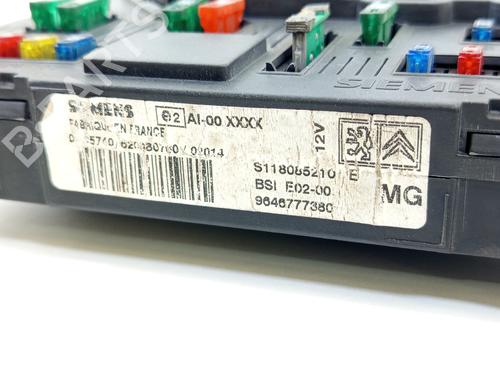 SIEMENS
e2 AI-00 XXXX
FABRIQUE EN FRANCE
12V
S118085210 E
BSI E02-00
9646777380
MG
SIEMENS